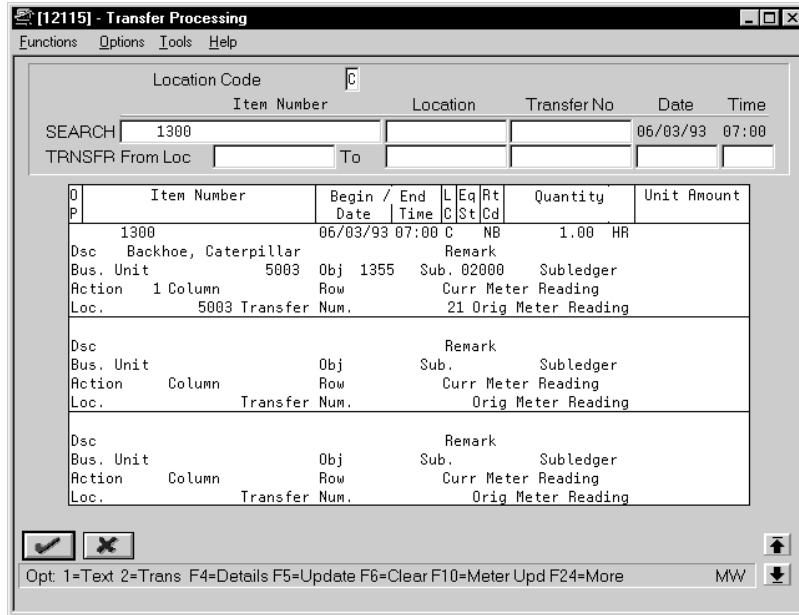 [12115] - Transfer Processing
Functions Options Tools Help
Location Code C
Item Number Location Transfer No Date Time
SEARCH 1300 06/03/93 07:00
TRNSFR From Loc To
O Item Number Begin / End L Eq Rt Quantity Unit Amount
P Date Time C St Cd
1300 06/03/93 07:00 C NB 1.00 HR
Dsc Backhoe, Caterpillar Remark
Bus. Unit 5003 Obj 1355 Sub. 02000 Subledger
Action 1 Column Row Curr Meter Reading
Loc. 5003 Transfer Num. 21 Orig Meter Reading
Dsc Remark
Bus. Unit Obj Sub. Subledger
Action Column Row Curr Meter Reading
Loc. Transfer Num. Orig Meter Reading
Dsc Remark
Bus. Unit Obj Sub. Subledger
Action Column Row Curr Meter Reading
Loc. Transfer Num. Orig Meter Reading
Opt: 1=Text 2=Trans F4=Details F5=Update F6=Clear F10=Meter Upd F24=More MW